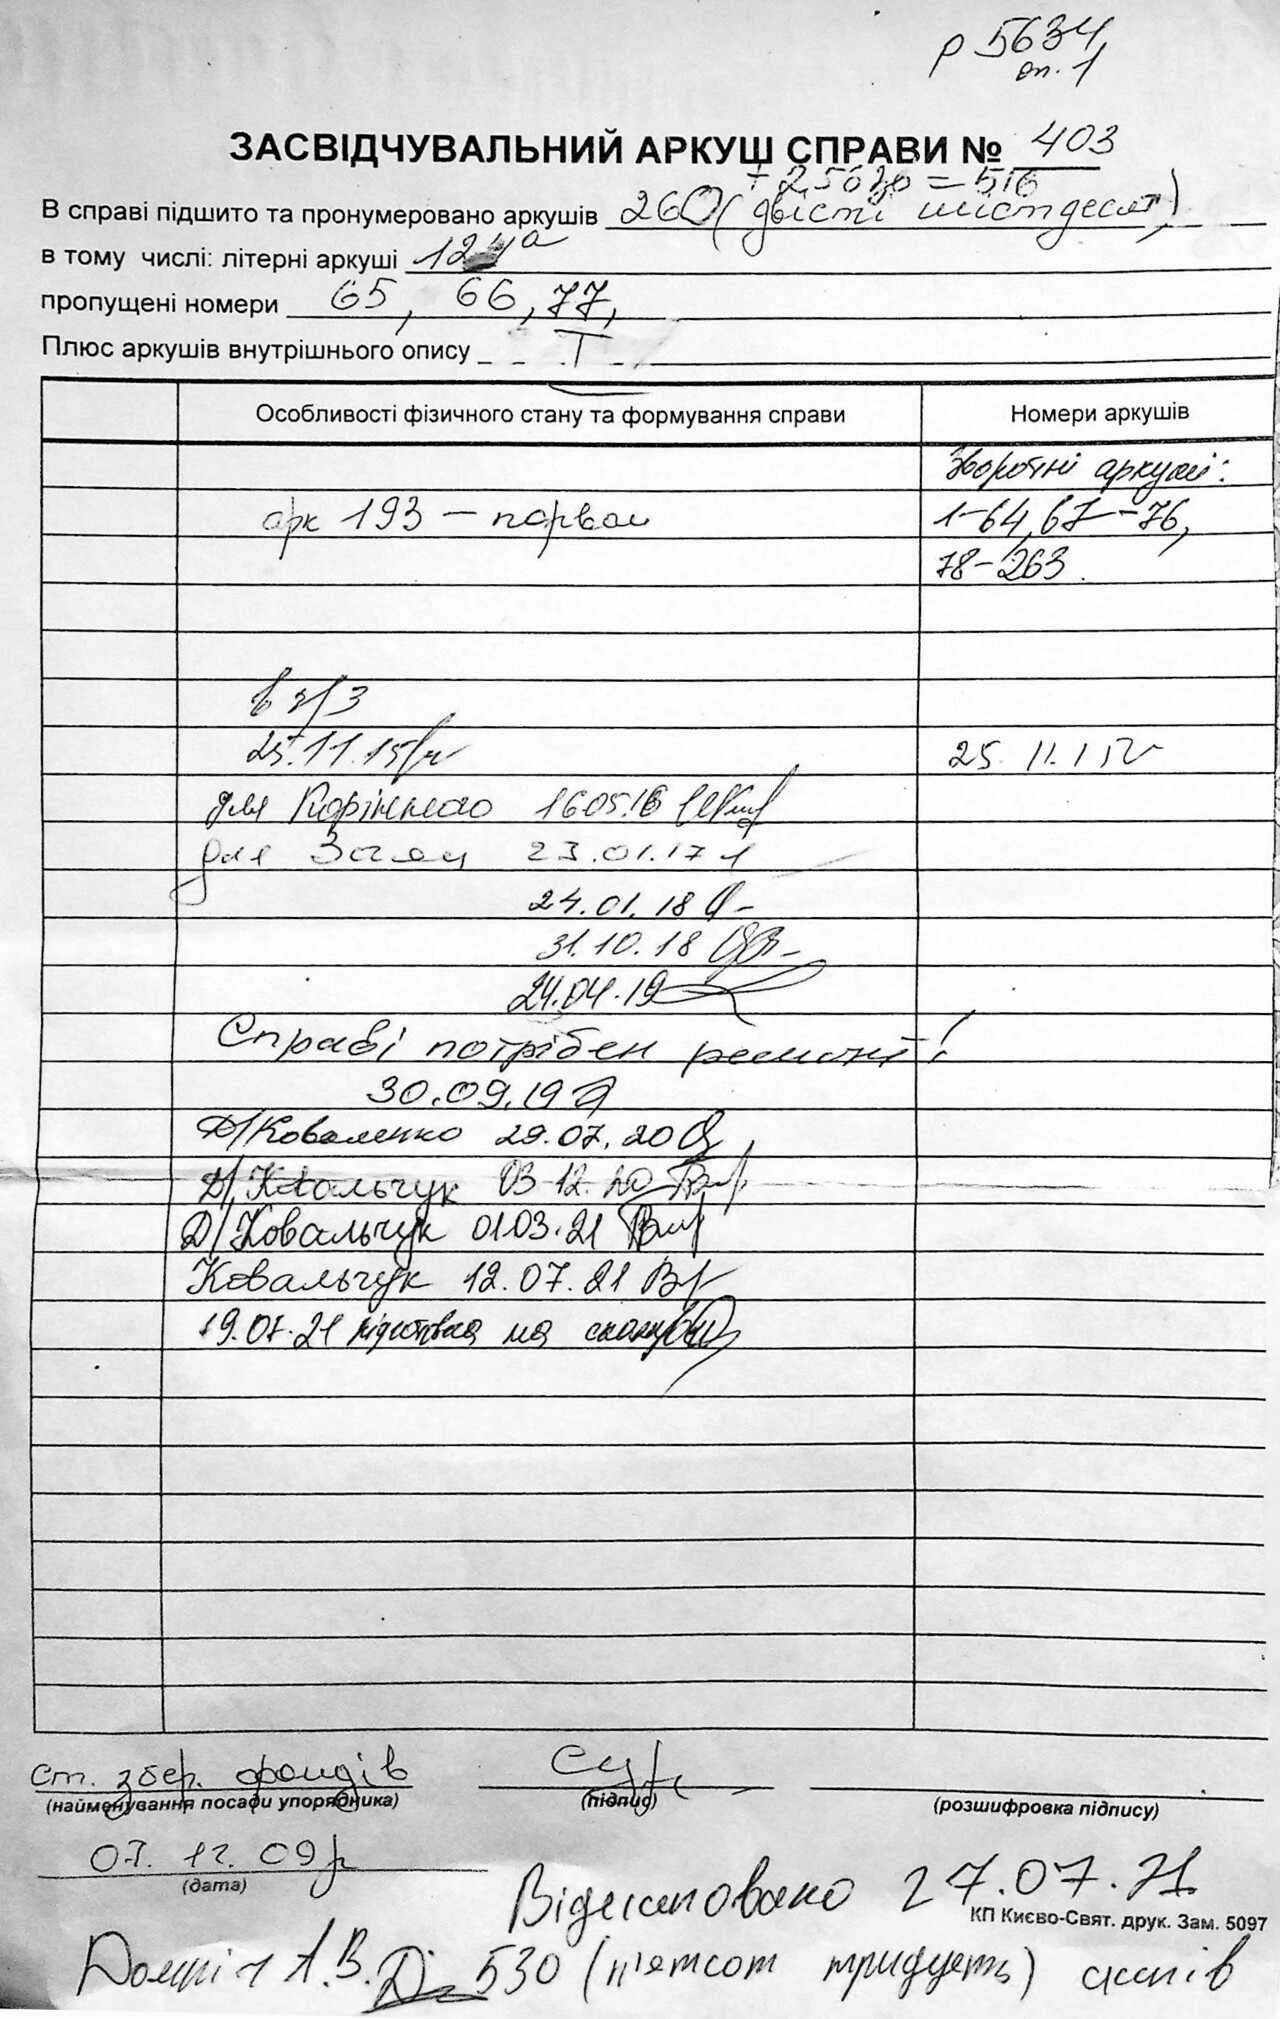 Р 5634
оп. 1
ЗАСВІДЧУВАЛЬНИЙ АРКУШ СПРАВИ № 403
= 516
В справі підшито та пронумеровано аркушів 260 (двісті шістдесят)
в тому числі: літерні аркуші
пропущені номери 65, 66, 77,
Плюс аркушів внутрішнього опису
Особливості фізичного стану та формування справи Номери аркушів
Зворотні аркуші:
арк 193 – порван 1–64, 67–76,
78–263.
25.11.15 25.11.15
для 16.05.16
для 23.01.17
24.01.18
31.10.18
24.04.19
Справі потрібен ремонт!
30.09.19
Д/Коваленко 29.07.20
Д/Ковальчук 03.12.20
Д/Ковальчук 01.03.21
Ковальчук 12.07.21
19.07.21 на
ст. збер. фондів
(найменування посади упорядника) (підпис) (розшифровка підпису)
07.12.09р
(дата)
Відскановано 27.07.21
КП Києво-Свят. друк. Зам. 5097
А.В. 530 (п'ятсот тридцять) сканів